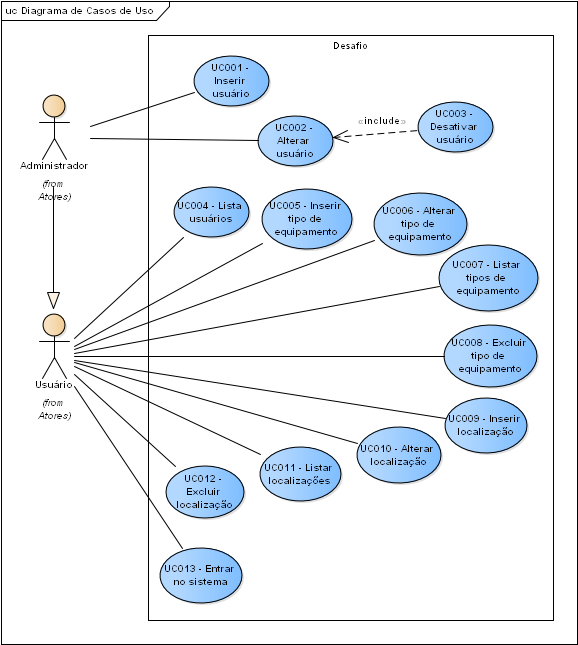 uc Diagrama de Casos de Uso
Desafio
UC001 -
Inserir
usuário
UC002 -
Alterar
usuário
«include»
UC003 -
Desativar
usuário
Administrador
(from
Atores)
UC004 - Lista
usuários
UC005 - Inserir
tipo de
equipamento
UC006 - Alterar
tipo de
equipamento
UC007 - Listar
tipos de
equipamento
UC008 - Excluir
tipo de
equipamento
Usuário
(from
Atores)
UC009 - Inserir
localização
UC010 - Alterar
localização
UC011 - Listar
localizações
UC012 -
Excluir
localização
UC013 - Entrar
no sistema